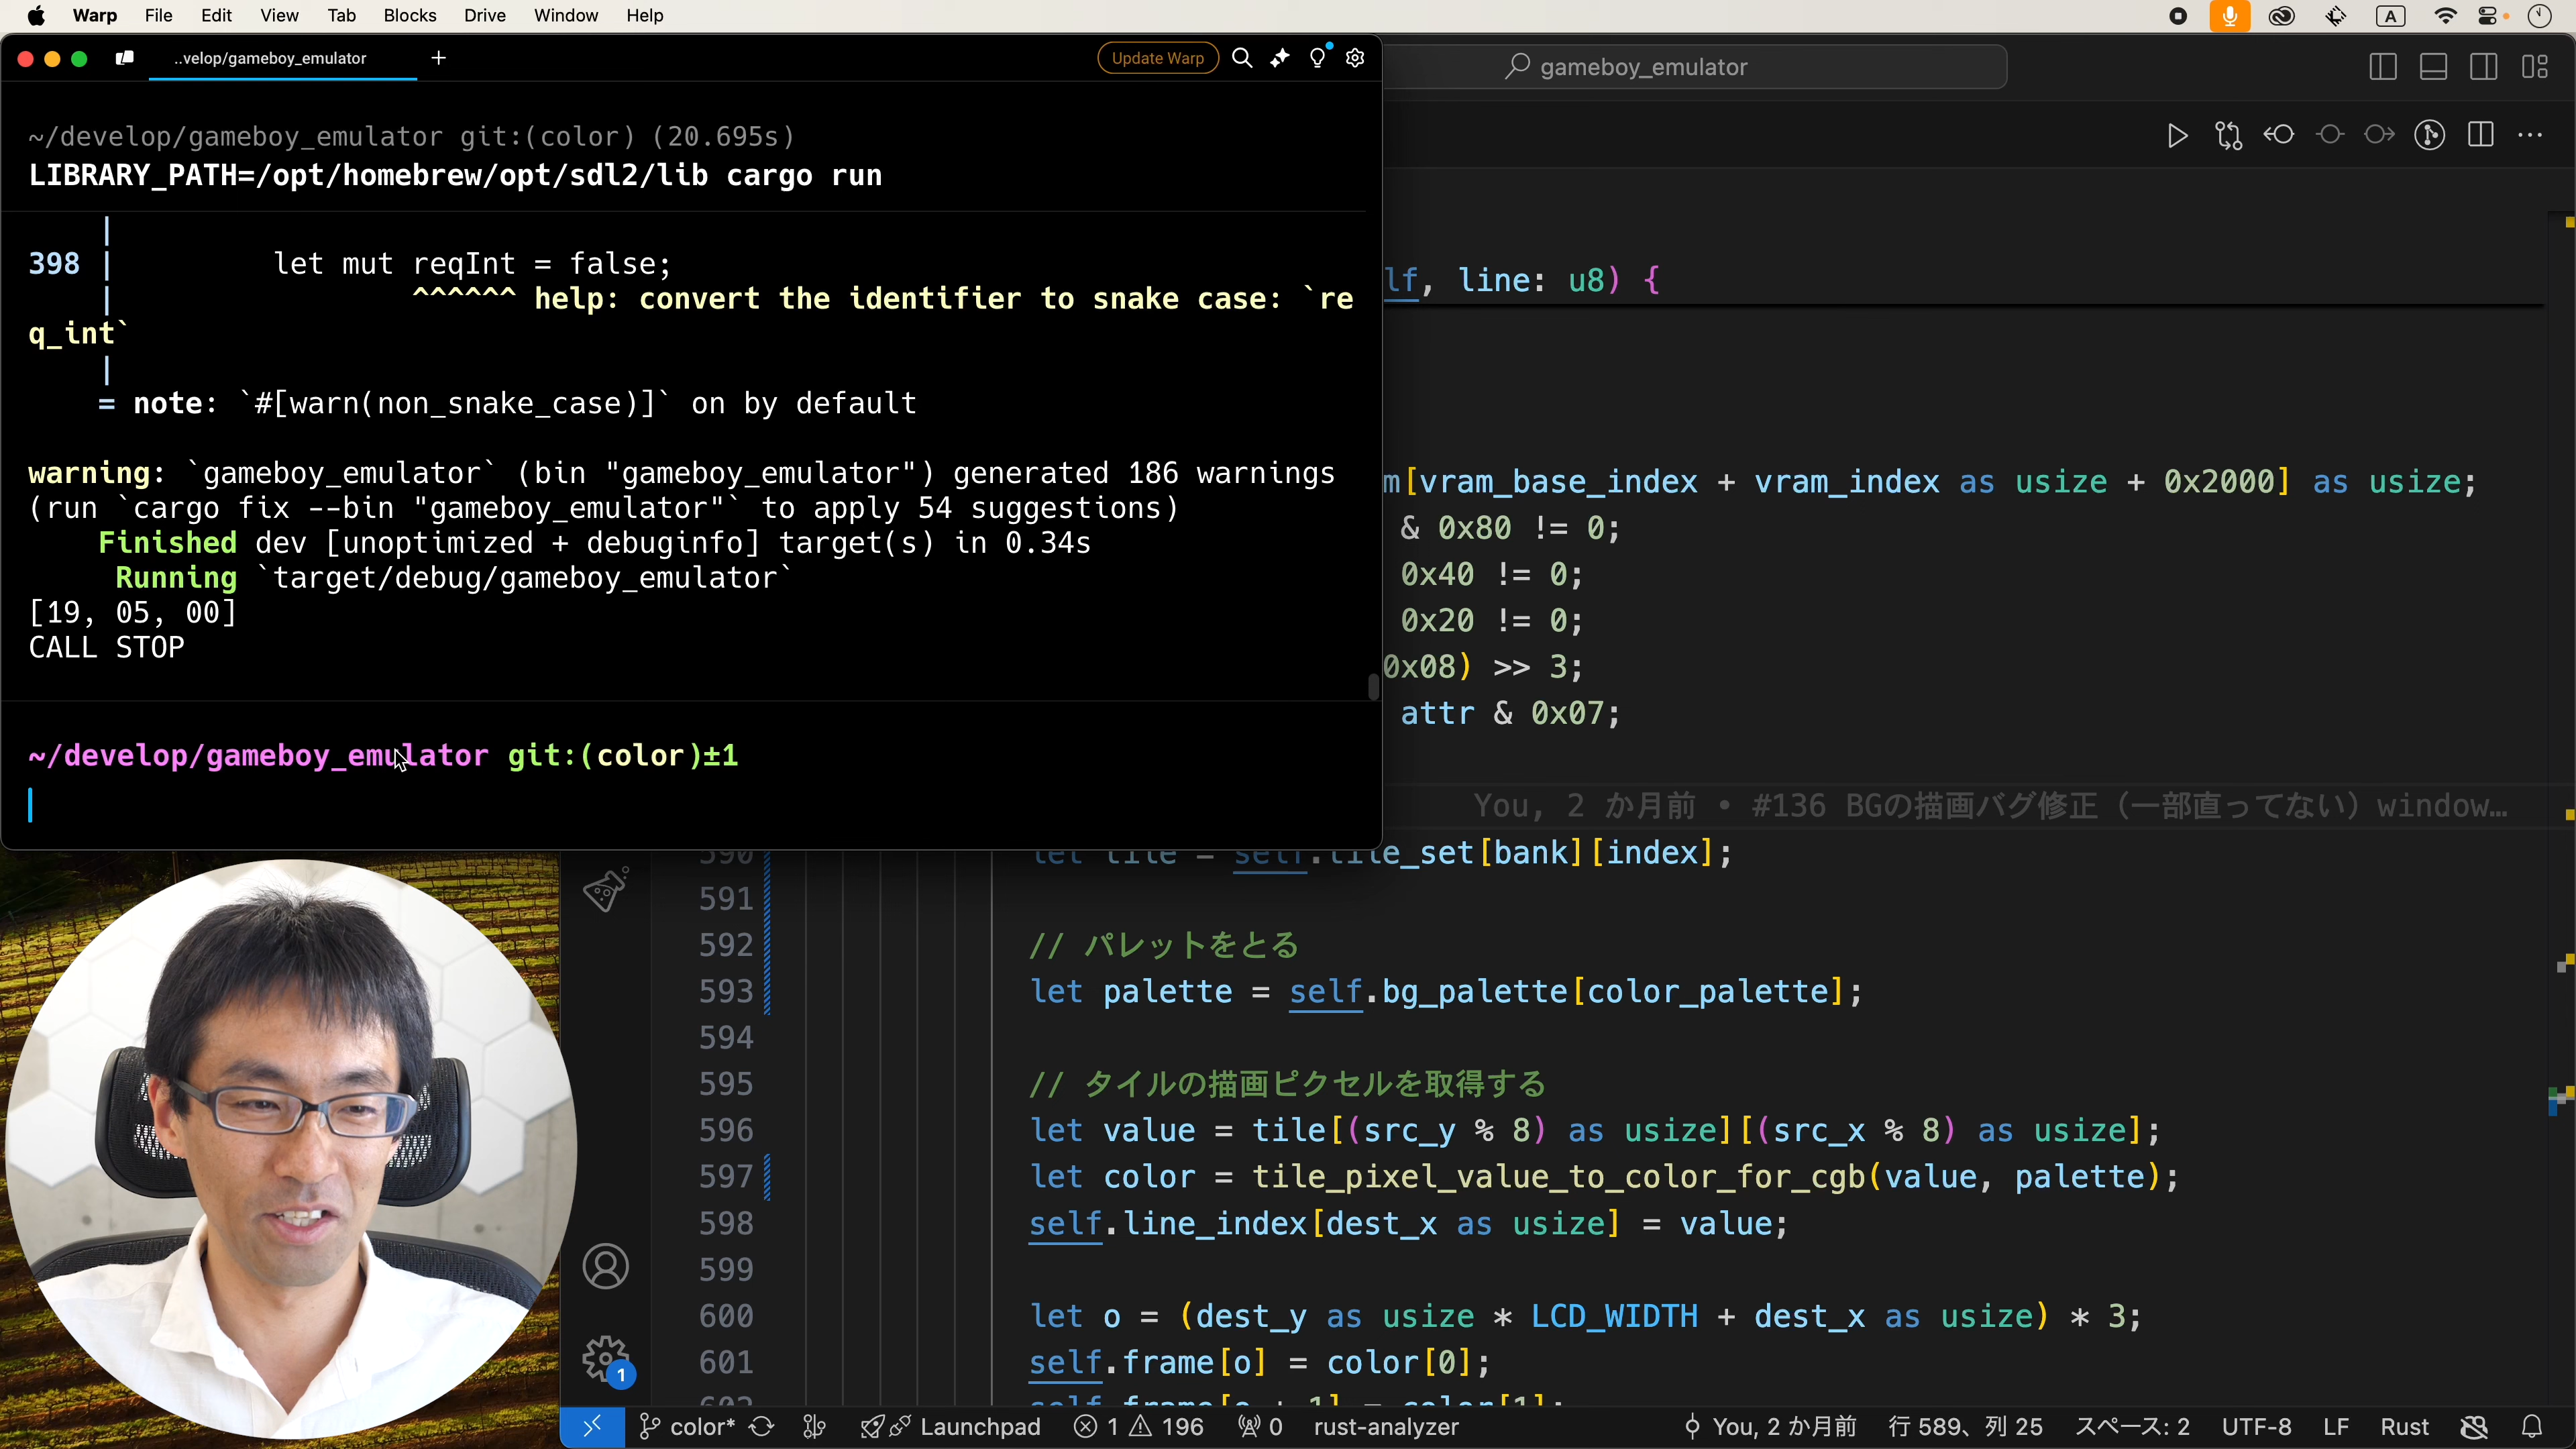 Warp File Edit View Tab Blocks Drive Window Help
A
..velop/gameboy_emulator
+
Update Warp
gameboy_emulator
~/develop/gameboy_emulator git:(color) (20.695s)
LIBRARY_PATH=/opt/homebrew/opt/sdl2/lib cargo run
|
398 | let mut reqInt = false;
| ^^^^^^ help: convert the identifier to snake case: `re
q_int`
|
= note: `#[warn(non_snake_case)]` on by default
warning: `gameboy_emulator` (bin "gameboy_emulator") generated 186 warnings
(run `cargo fix --bin "gameboy_emulator"` to apply 54 suggestions)
Finished dev [unoptimized + debuginfo] target(s) in 0.34s
Running `target/debug/gameboy_emulator`
[19, 05, 00]
CALL STOP
~/develop/gameboy_emulator git:(color)±1
lf, line: u8) {
m[vram_base_index + vram_index as usize + 0x2000] as usize;
& 0x80 != 0;
0x40 != 0;
0x20 != 0;
0x08) >> 3;
attr & 0x07;
You, 2 か月前 • #136 BGの描画バグ修正（一部直ってない）window…
590 let tile = self.tile_set[bank][index];
591
592 // パレットをとる
593 let palette = self.bg_palette[color_palette];
594
595 // タイルの描画ピクセルを取得する
596 let value = tile[(src_y % 8) as usize][(src_x % 8) as usize];
597 let color = tile_pixel_value_to_color_for_cgb(value, palette);
598 self.line_index[dest_x as usize] = value;
599
600 let o = (dest_y as usize * LCD_WIDTH + dest_x as usize) * 3;
601 self.frame[o] = color[0];
602 self.frame[o + 1] = color[1];
1
color* Launchpad 1 196 0 rust-analyzer You, 2 か月前 行 589、列 25 スペース: 2 UTF-8 LF Rust